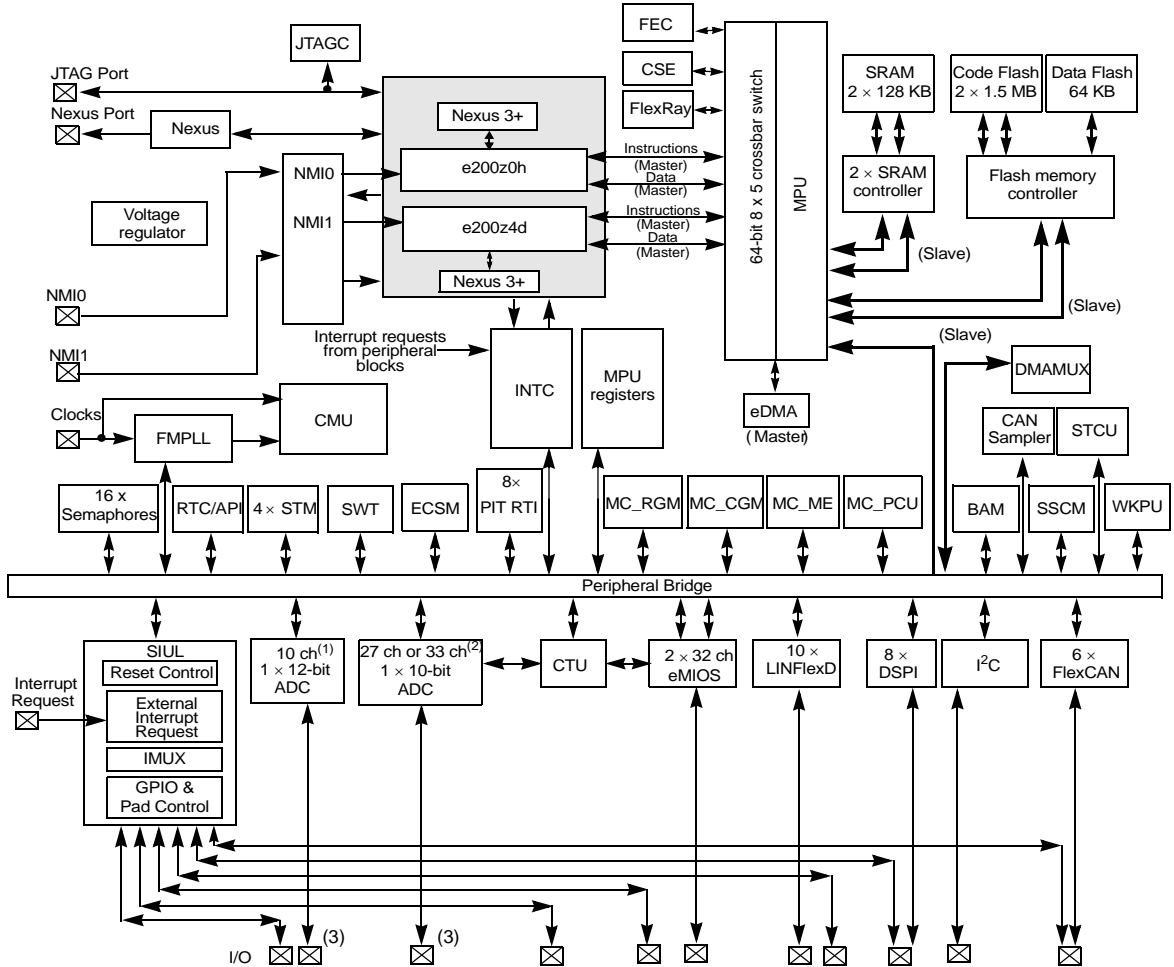 FEC
JTAGC
CSE
SRAM
2 × 128 KB
Code Flash
2 × 1.5 MB
Data Flash
64 KB
JTAG Port
Nexus Port
Nexus
Nexus 3+
FlexRay
64-bit 8 x 5 crossbar switch
MPU
e200z0h
Instructions
(Master)
Data
(Master)
NMI0
NMI1
2 × SRAM
controller
Flash memory
controller
Voltage
regulator
e200z4d
Instructions
(Master)
Data
(Master)
Nexus 3+
(Slave)
(Slave)
(Slave)
NMI0
NMI1
Interrupt requests
from peripheral
blocks
INTC
MPU
registers
DMAMUX
eDMA
(Master)
Clocks
FMPLL
CMU
CAN
Sampler
STCU
16 x
Semaphores
RTC/API
4 × STM
SWT
ECSM
8×
PIT RTI
MC_RGM
MC_CGM
MC_ME
MC_PCU
BAM
SSCM
WKPU
Peripheral Bridge
SIUL
Reset Control
10 ch(1)
1 × 12-bit
ADC
27 ch or 33 ch(2)
1 × 10-bit
ADC
CTU
2 × 32 ch
eMIOS
10 ×
LINFlexD
8 ×
DSPI
I2C
6 ×
FlexCAN
Interrupt
Request
External
Interrupt
Request
IMUX
GPIO &
Pad Control
I/O
(3)
(3)